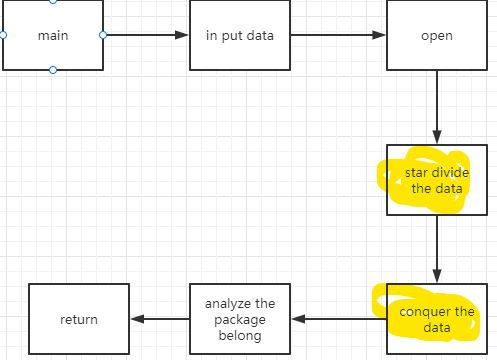 main
in put data
open
star divide
the data
conquer the
data
analyze the
package
belong
return